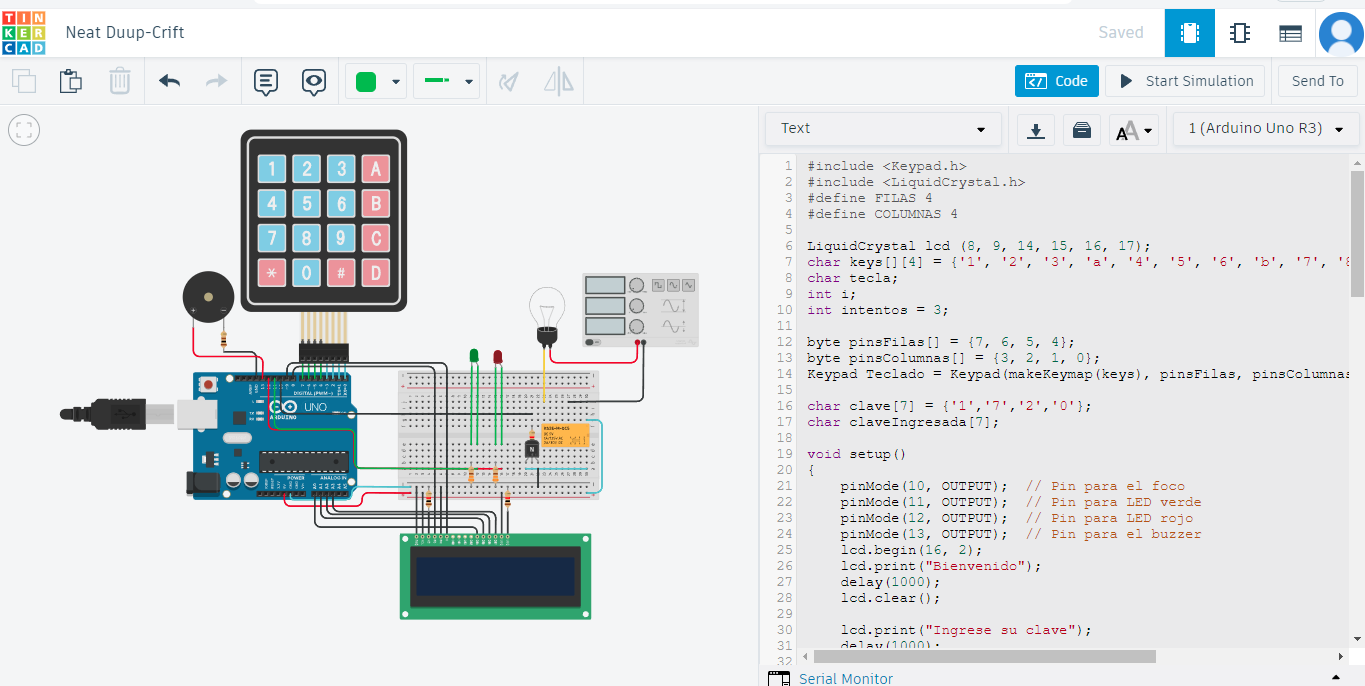 TIN
KER
CAD
Neat Duup-Crift
Saved
Code
Start Simulation
Send To
Text
1 (Arduino Uno R3)
1 2 3 A
4 5 6 B
7 8 9 C
* 0 # D
DIGITAL (PWM~)
UNO
ARDUINO
POWER
ANALOG IN
N
1 #include <Keypad.h>
2 #include <LiquidCrystal.h>
3 #define FILAS 4
4 #define COLUMNAS 4
5
6 LiquidCrystal lcd (8, 9, 14, 15, 16, 17);
7 char keys[][4] = {'1', '2', '3', 'a', '4', '5', '6', 'b', '7', '8
8 char tecla;
9 int i;
10 int intentos = 3;
11
12 byte pinsFilas[] = {7, 6, 5, 4};
13 byte pinsColumnas[] = {3, 2, 1, 0};
14 Keypad Teclado = Keypad(makeKeymap(keys), pinsFilas, pinsColumnas
15
16 char clave[7] = {'1','7','2','0'};
17 char claveIngresada[7];
18
19 void setup()
20 {
21 pinMode(10, OUTPUT); // Pin para el foco
22 pinMode(11, OUTPUT); // Pin para LED verde
23 pinMode(12, OUTPUT); // Pin para LED rojo
24 pinMode(13, OUTPUT); // Pin para el buzzer
25 lcd.begin(16, 2);
26 lcd.print("Bienvenido");
27 delay(1000);
28 lcd.clear();
29
30 lcd.print("Ingrese su clave");
31 delay(1000);
32
Serial Monitor